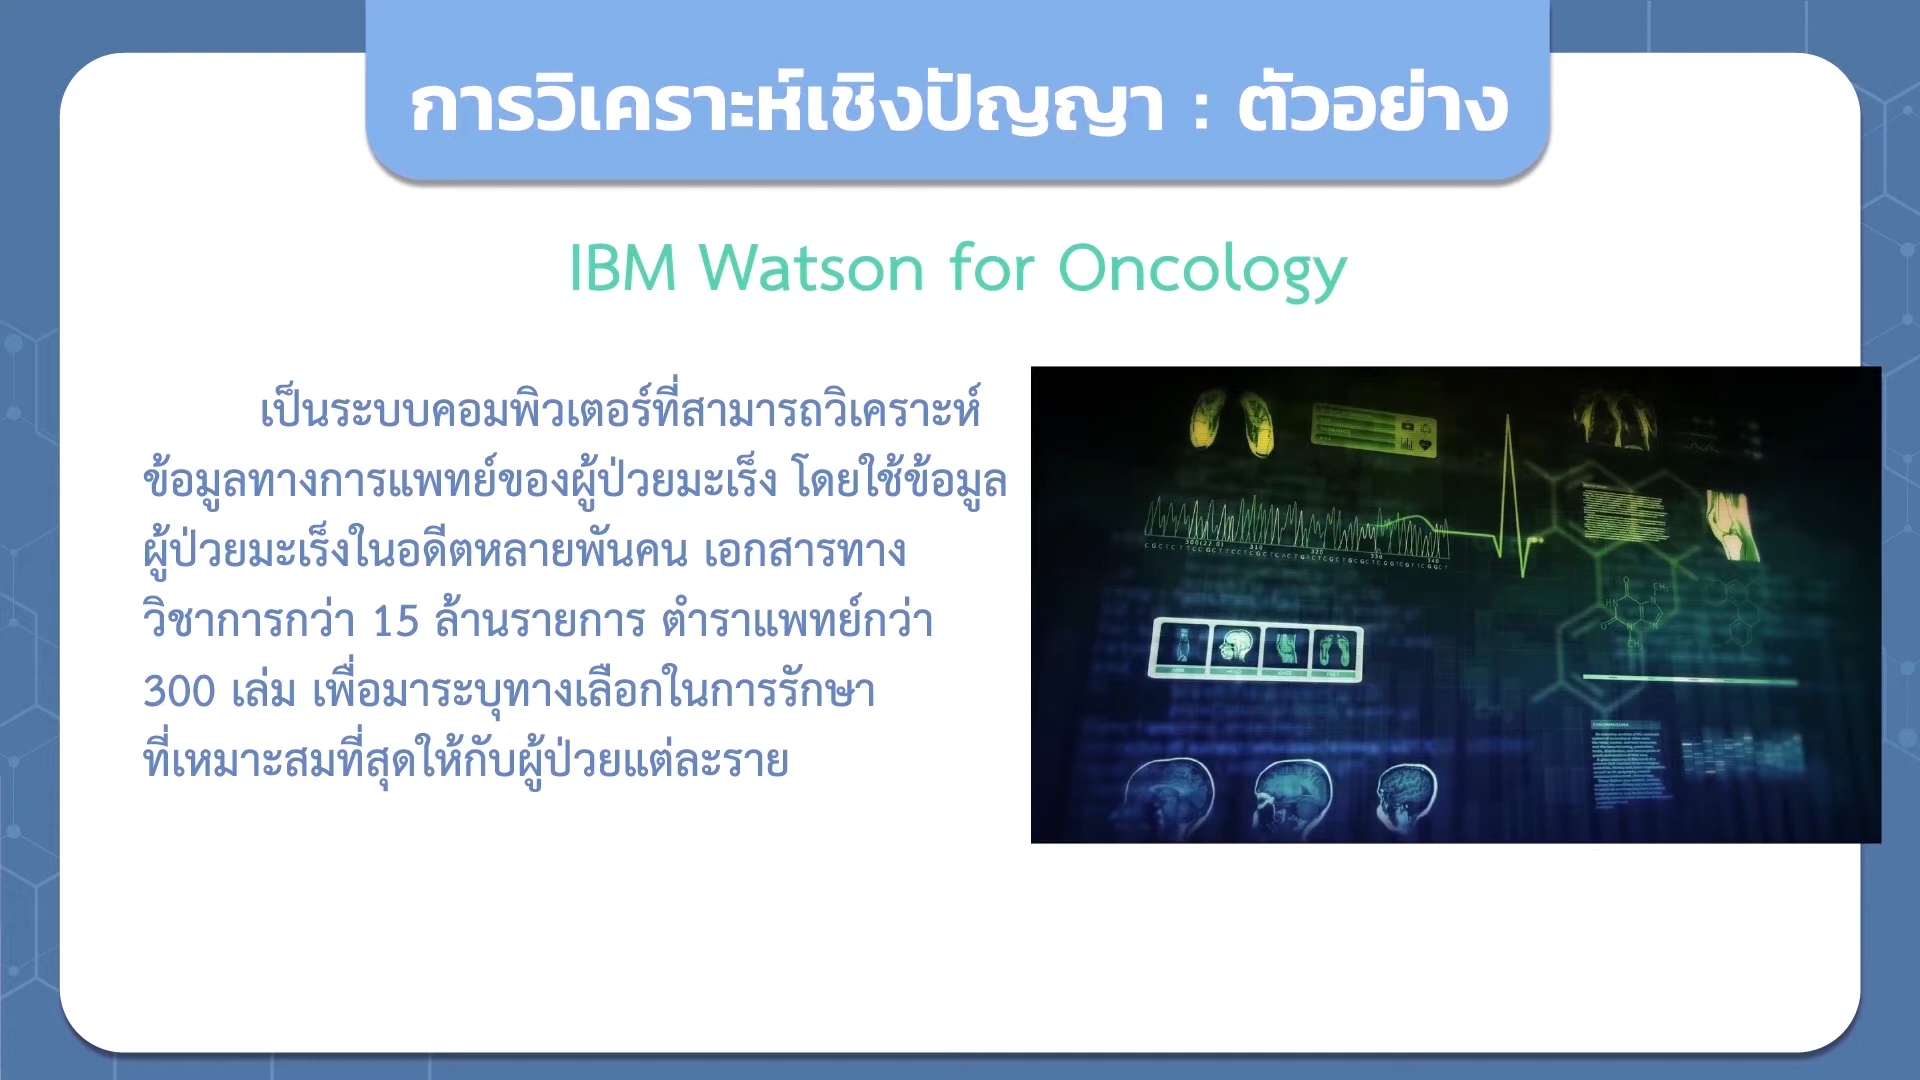 การวิเคราะห์เชิงปัญญา : ตัวอย่าง
IBM Watson for Oncology
เป็นระบบคอมพิวเตอร์ที่สามารถวิเคราะห์
ข้อมูลทางการแพทย์ของผู้ป่วยมะเร็ง โดยใช้ข้อมูล
ผู้ป่วยมะเร็งในอดีตหลายพันคน เอกสารทาง
วิชาการกว่า 15 ล้านรายการ ตำราแพทย์กว่า
300 เล่ม เพื่อมาระบุทางเลือกในการรักษา
ที่เหมาะสมที่สุดให้กับผู้ป่วยแต่ละราย